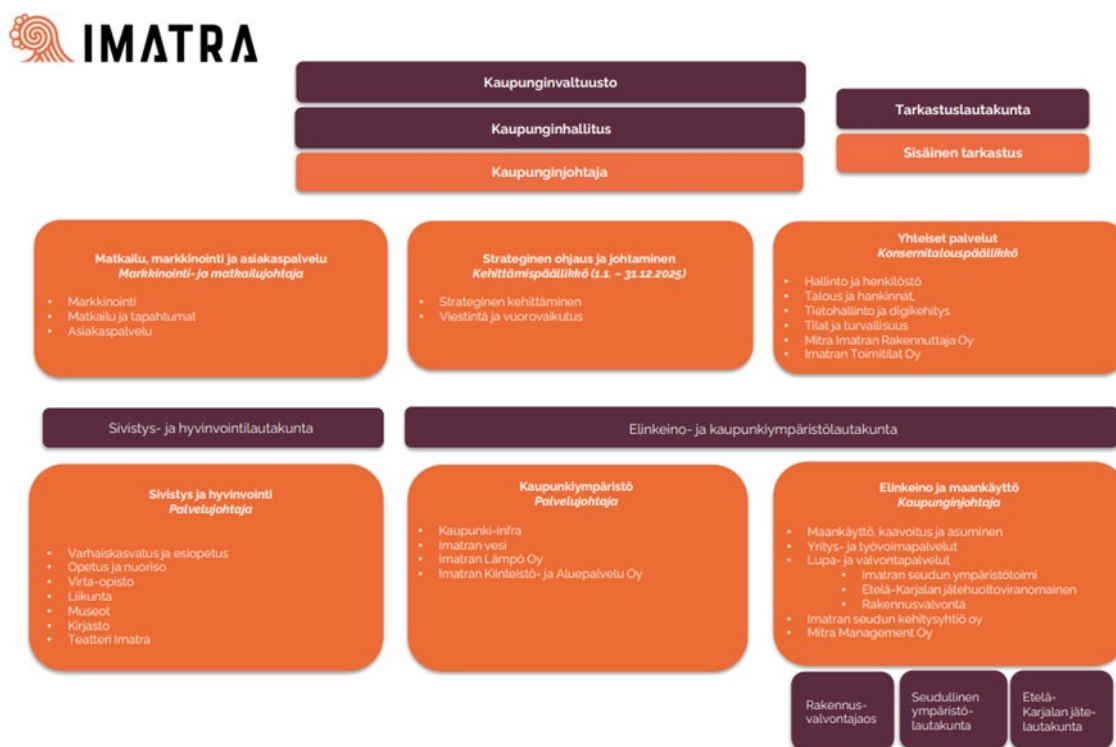 IMATRA
Kaupunginvaltuusto
Kaupunginhallitus
Kaupunginjohtaja
Tarkastuslautakunta
Sisäinen tarkastus
Matkailu, markkinointi ja asiakaspalvelu
Markkinointi- ja matkailujohtaja
• Markkinointi
• Matkailu ja tapahtumat
• Asiakaspalvelu
Strateginen ohjaus ja johtaminen
Kehittämispäällikkö (1.1. – 31.12.2025)
• Strateginen kehittäminen
• Viestintä ja vuorovaikutus
Yhteiset palvelut
Konsernitalouspäällikkö
• Hallinto ja henkilöstö
• Talous ja hankinnat,
• Tietohallinto ja digikehitys
• Tilat ja turvallisuus
• Mitra Imatran Rakennuttaja Oy
• Imatran Toimitilat Oy
Sivistys- ja hyvinvointilautakunta
Elinkeino- ja kaupunkiympäristölautakunta
Sivistys ja hyvinvointi
Palvelujohtaja
• Varhaiskasvatus ja esiopetus
• Opetus ja nuoriso
• Virta-opisto
• Liikunta
• Museot
• Kirjasto
• Teatteri Imatra
Kaupunkiympäristö
Palvelujohtaja
• Kaupunki-infra
• Imatran vesi
• Imatran Lämpö Oy
• Imatran Kiinteistö- ja Aluepalvelu Oy
Elinkeino ja maankäyttö
Kaupunginjohtaja
• Maankäyttö, kaavoitus ja asuminen
• Yritys- ja työvoimapalvelut
• Lupa- ja valvontapalvelut
• Imatran seudun ympäristötoimi
• Etelä-Karjalan jätehuoltoviranomainen
• Rakennusvalvonta
• Imatran seudun kehitysyhtiö oy
• Mitra Management Oy
Rakennus-
valvontajaos
Seudullinen
ympäristö-
lautakunta
Etelä-
Karjalan jäte-
lautakunta